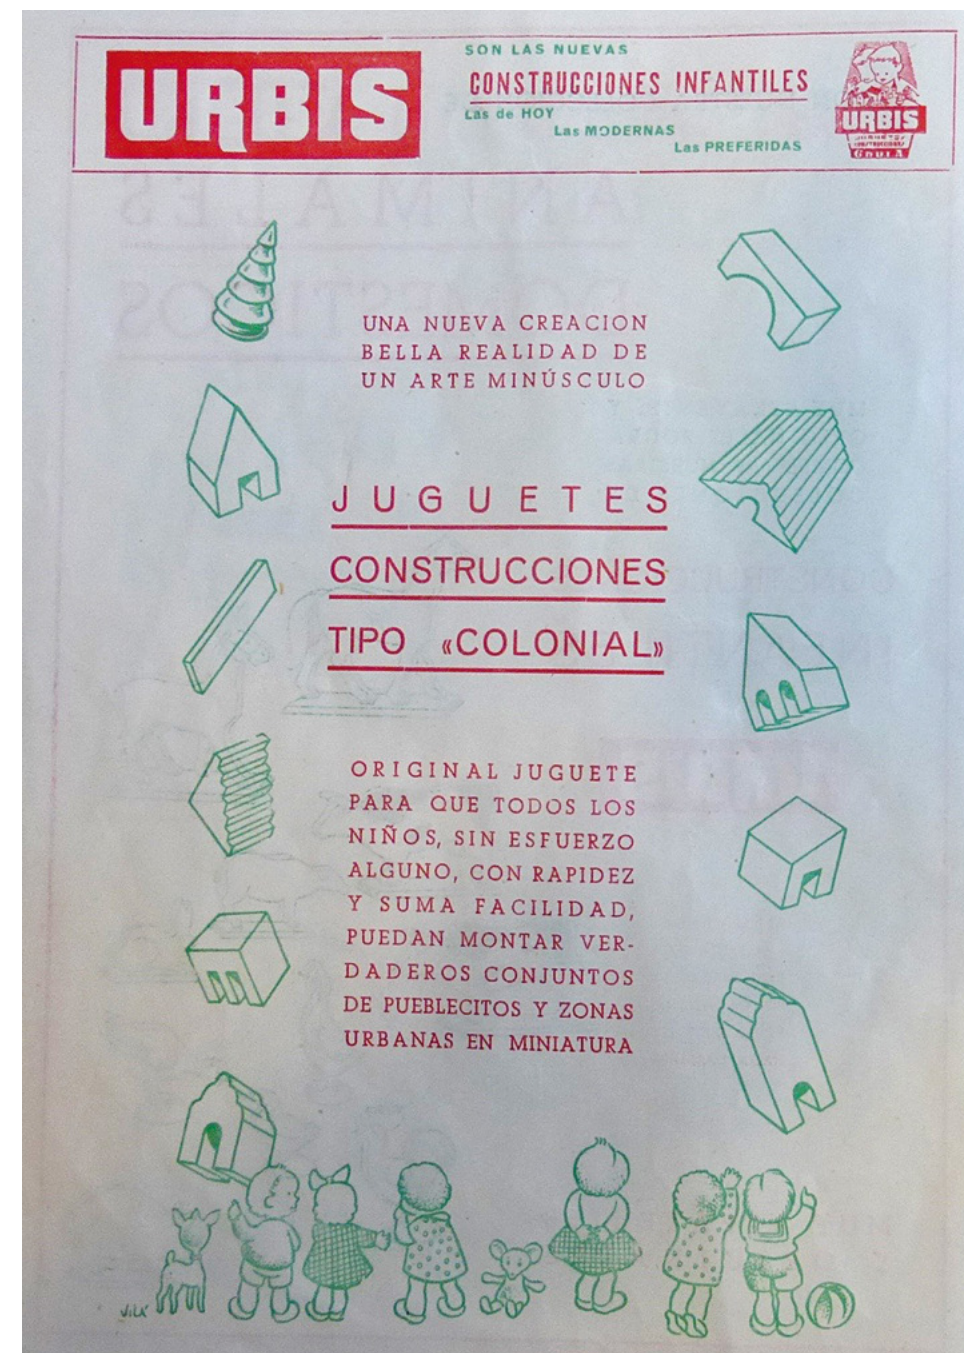 URBIS
SON LAS NUEVAS
CONSTRUCCIONES INFANTILES
Las de HOY
Las MODERNAS
Las PREFERIDAS
URBIS
JUGUETES
CONSTRUCCIONES
UNA NUEVA CREACION
BELLA REALIDAD DE
UN ARTE MINÚSCULO
JUGUETES
CONSTRUCCIONES
TIPO «COLONIAL»
ORIGINAL JUGUETE
PARA QUE TODOS LOS
NIÑOS, SIN ESFUERZO
ALGUNO, CON RAPIDEZ
Y SUMA FACILIDAD,
PUEDAN MONTAR VER-
DADEROS CONJUNTOS
DE PUEBLECITOS Y ZONAS
URBANAS EN MINIATURA
VILÁ